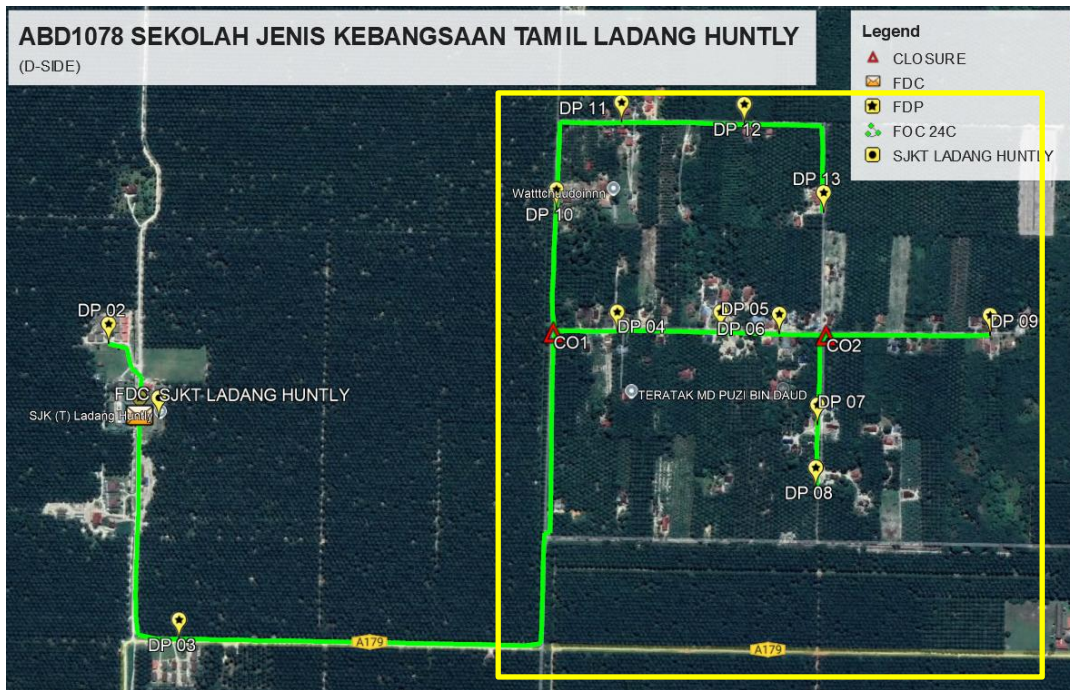 ABD1078 SEKOLAH JENIS KEBANGSAAN TAMIL LADANG HUNTLY
(D-SIDE)
Legend
CLOSURE
FDC
FDP
FOC 24C
SJKT LADANG HUNTLY
DP 11
DP 12
DP 13
Watttchuudoinnn
DP 10
DP 02
DP 04
DP05
DP 06
DP 09
CO1
CO2
FDC
SJKT LADANG HUNTLY
SJK (T) Ladang Huntly
TERATAK MD PUZI BIN DAUD
DP 07
DP 08
DP 03
A179
A179